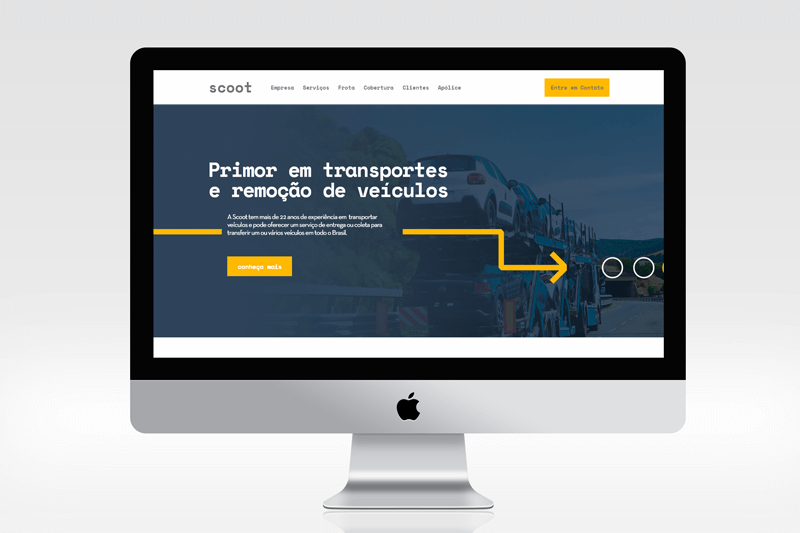 scoot
Empresa Serviços Frota Cobertura Clientes Apólice
Entre em Contato
Primor em transportes
e remoção de veículos
A Scoot tem mais de 22 anos de experiência em transportar
veículos e pode oferecer um serviço de entrega ou coleta para
transferir um ou vários veículos em todo o Brasil.
conheça mais